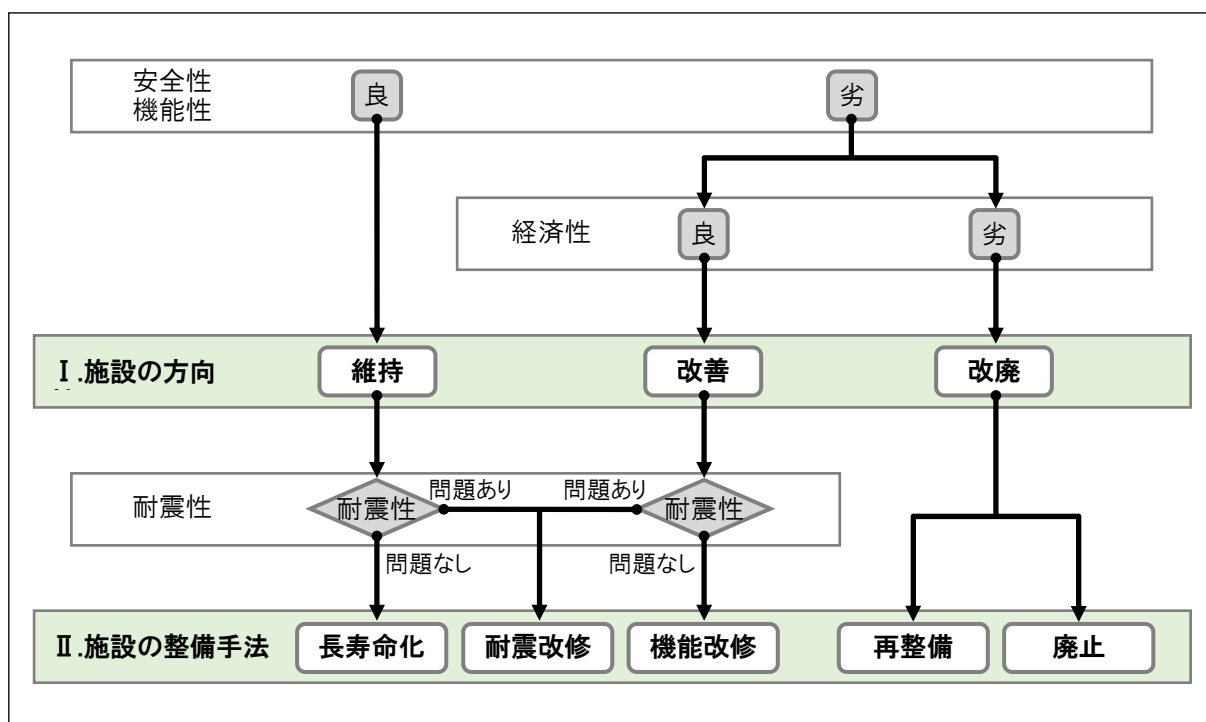 安全性
機能性
良
劣
経済性
良
劣
Ⅰ.施設の方向
維持
改善
改廃
耐震性
耐震性
問題あり
問題あり
耐震性
問題なし
問題なし
Ⅱ.施設の整備手法
長寿命化
耐震改修
機能改修
再整備
廃止